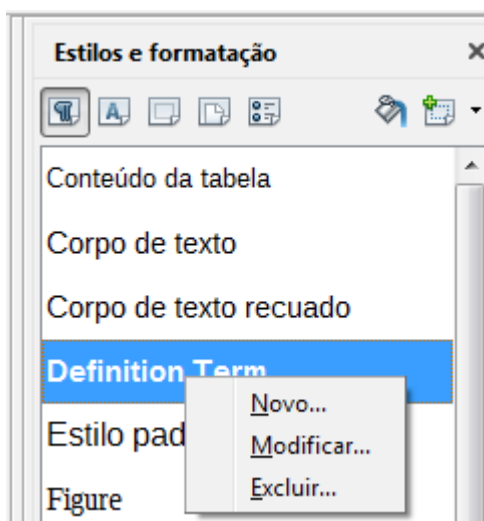 Estilos e formatação
Conteúdo da tabela
Corpo de texto
Corpo de texto recuado
Definition Term
Novo...
Estilo pad
Modificar...
Excluir...
Figure